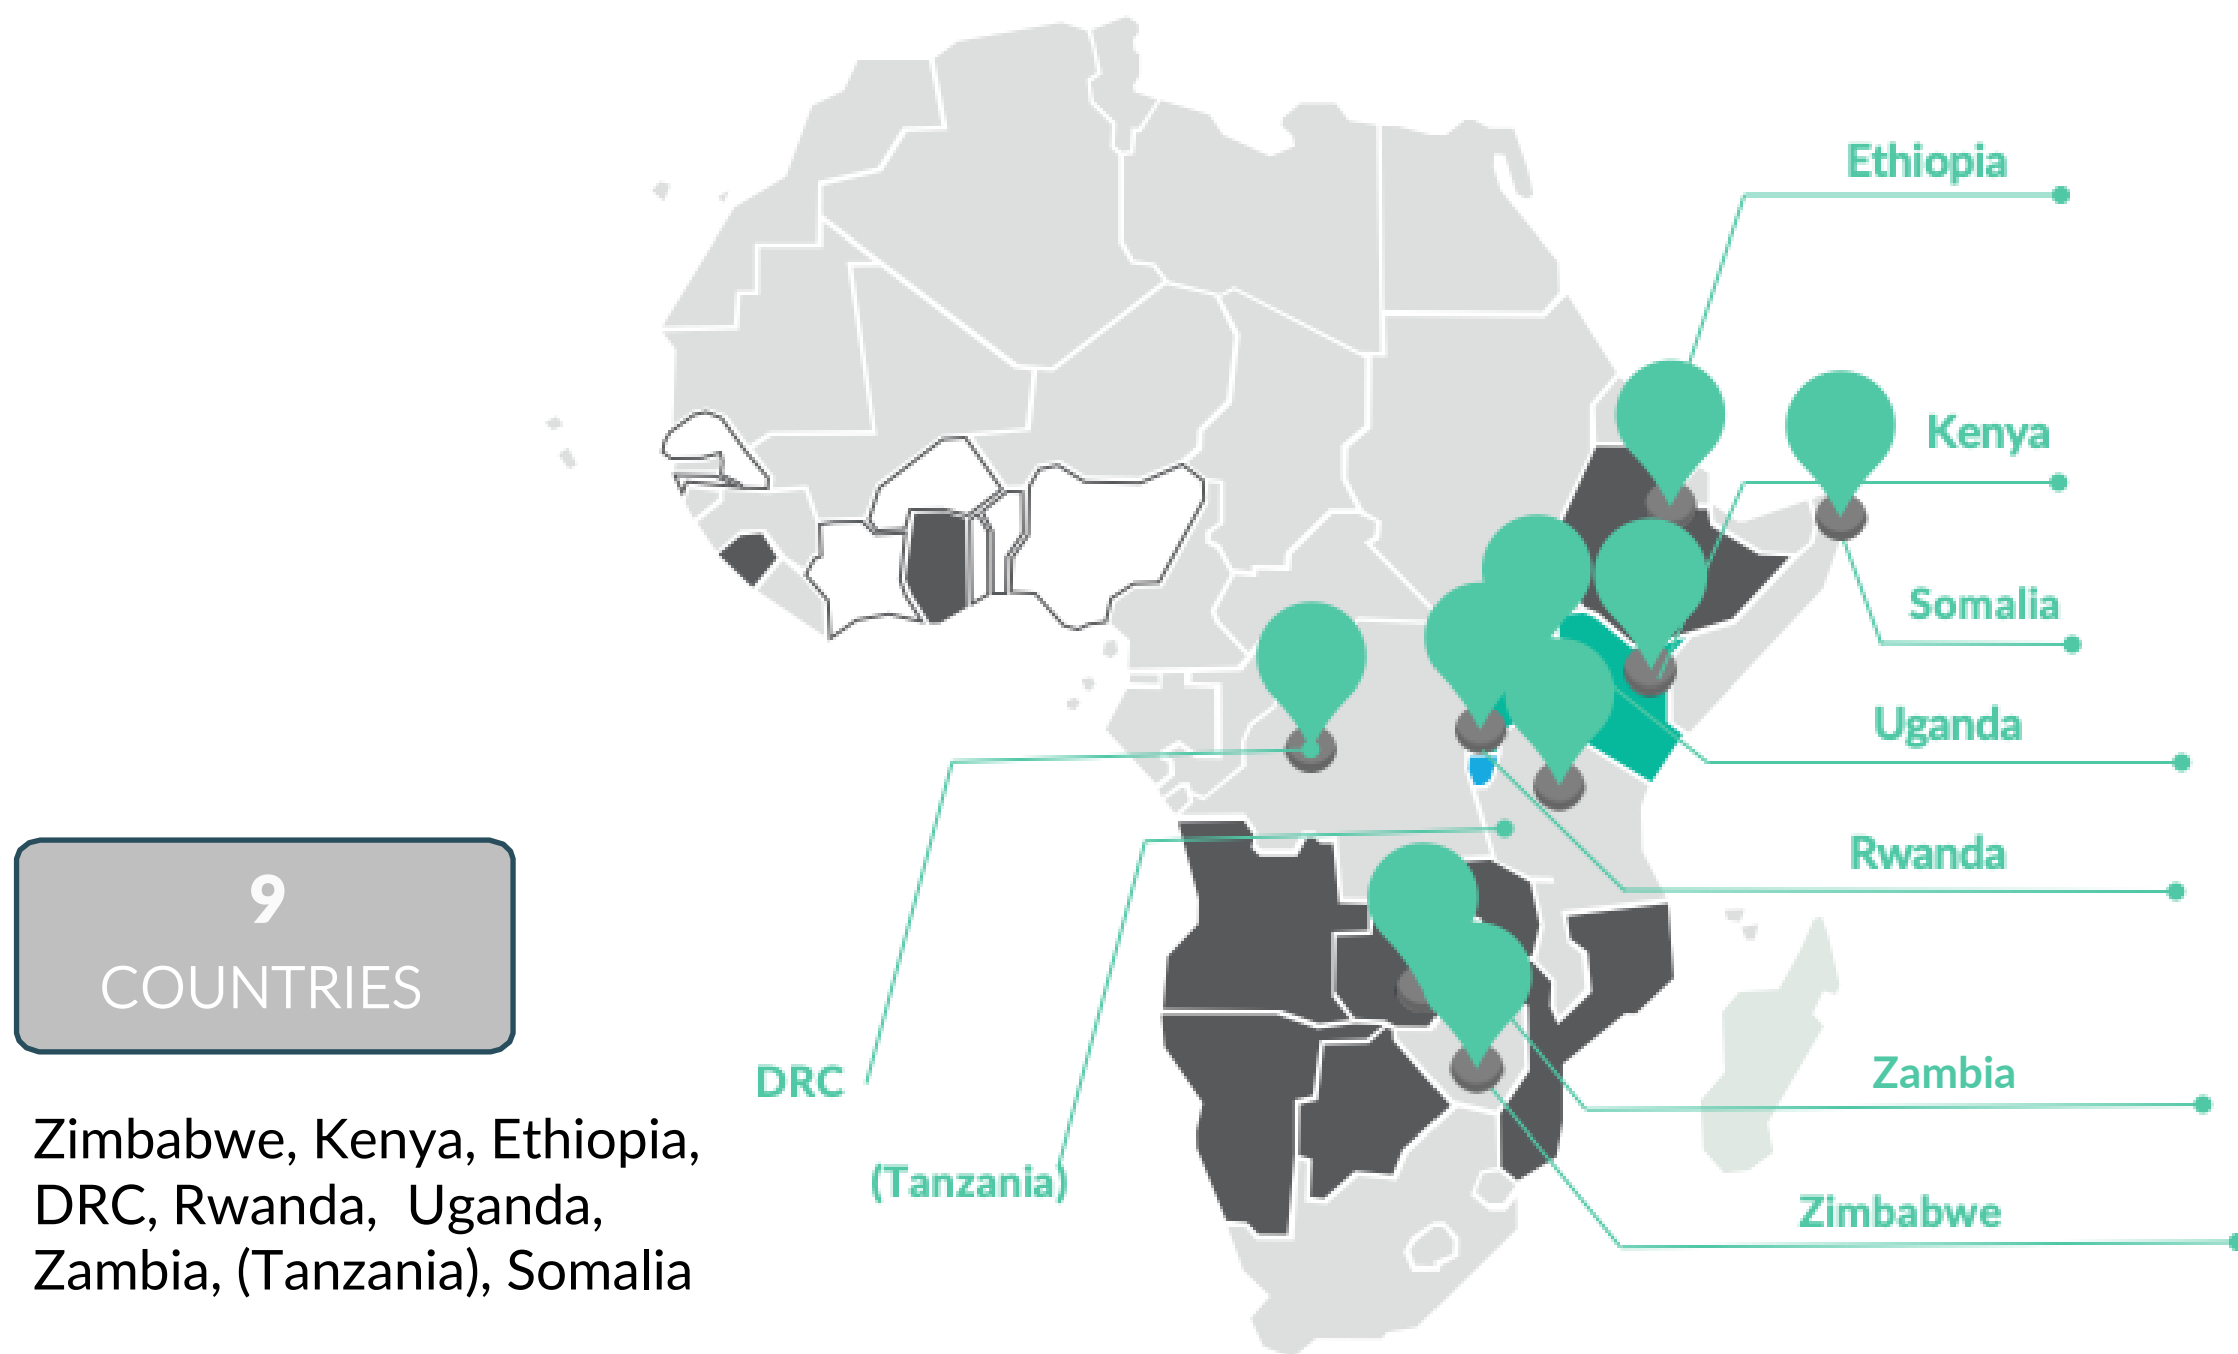 Ethiopia
Kenya
Somalia
Uganda
Rwanda
9
COUNTRIES
Zambia
DRC
Zimbabwe, Kenya, Ethiopia,
DRC, Rwanda,  Uganda,
Zambia, (Tanzania), Somalia
(Tanzania)
Zimbabwe